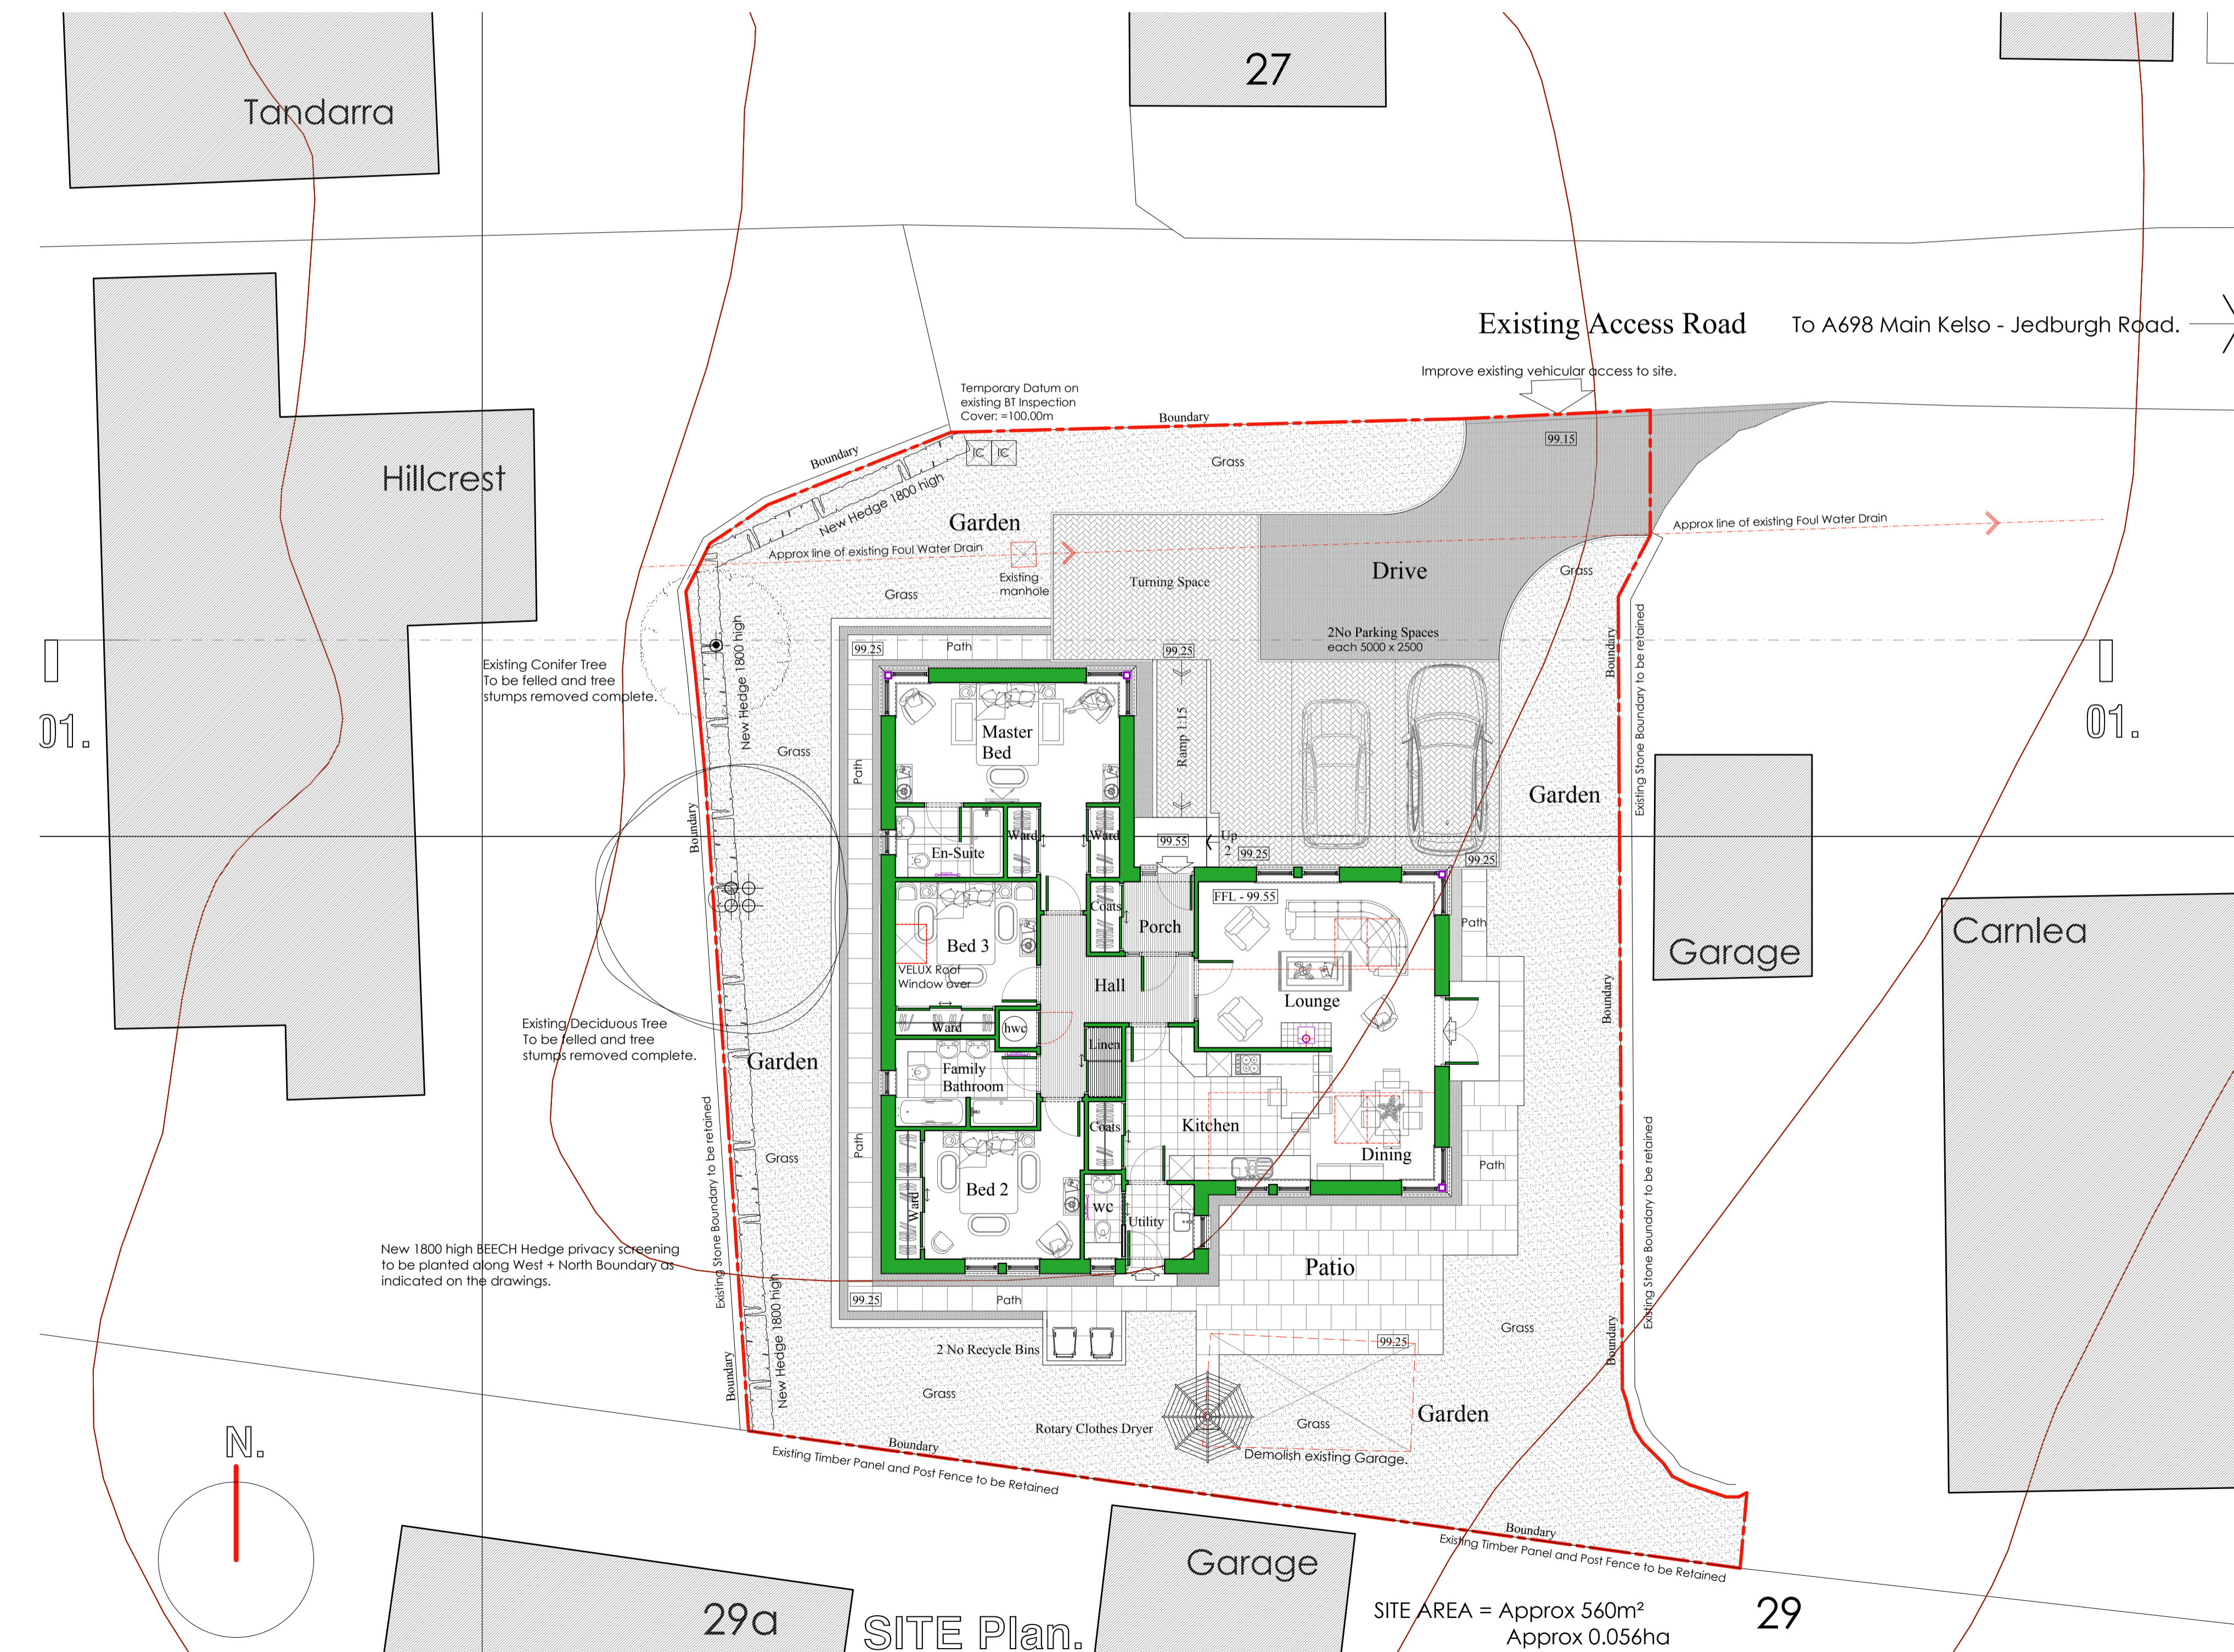 Tandarra
27
Existing Access Road
To A698 Main Kelso - Jedburgh Road.
Improve existing vehicular access to site.
Temporary Datum on
existing BT Inspection
Cover: =100.00m
Boundary
99.15
Boundary
IC
IC
Grass
Hillcrest
New Hedge 1800 high
Garden
Approx line of existing Foul Water Drain
Approx line of existing Foul Water Drain
Existing
manhole
Turning Space
Drive
Grass
Grass
2No Parking Spaces
each 5000 x 2500
Existing Conifer Tree
To be felled and tree
stumps removed complete.
New Hedge 1800 high
99.25
Path
99.25
Boundary
Existing Stone Boundary to be retained
01.
01.
Master
Bed
Ramp 1:15
Grass
Path
Garden
Boundary
En-Suite
Ward
Ward
99.55
Up
2
99.25
99.25
Coats
Porch
FFL - 99.55
Path
Bed 3
VELUX Roof
Window over
Garage
Carnlea
Hall
Lounge
Boundary
Existing Deciduous Tree
To be felled and tree
stumps removed complete.
Ward
hwc
Linen
Garden
Family
Bathroom
Kitchen
Coats
Dining
Path
Grass
Path
Existing Stone Boundary to be retained
Existing Stone Boundary to be retained
Bed 2
Ward
wc
Utility
New 1800 high BEECH Hedge privacy screening
to be planted along West + North Boundary as
indicated on the drawings.
Patio
99.25
Path
New Hedge 1800 high
Boundary
2 No Recycle Bins
99.25
Grass
Boundary
Grass
Rotary Clothes Dryer
Grass
Garden
Demolish existing Garage.
N.
Boundary
Existing Timber Panel and Post Fence to be Retained
Boundary
Existing Timber Panel and Post Fence to be Retained
Garage
29a
SITE Plan.
SITE AREA = Approx 560m²
Approx 0.056ha
29